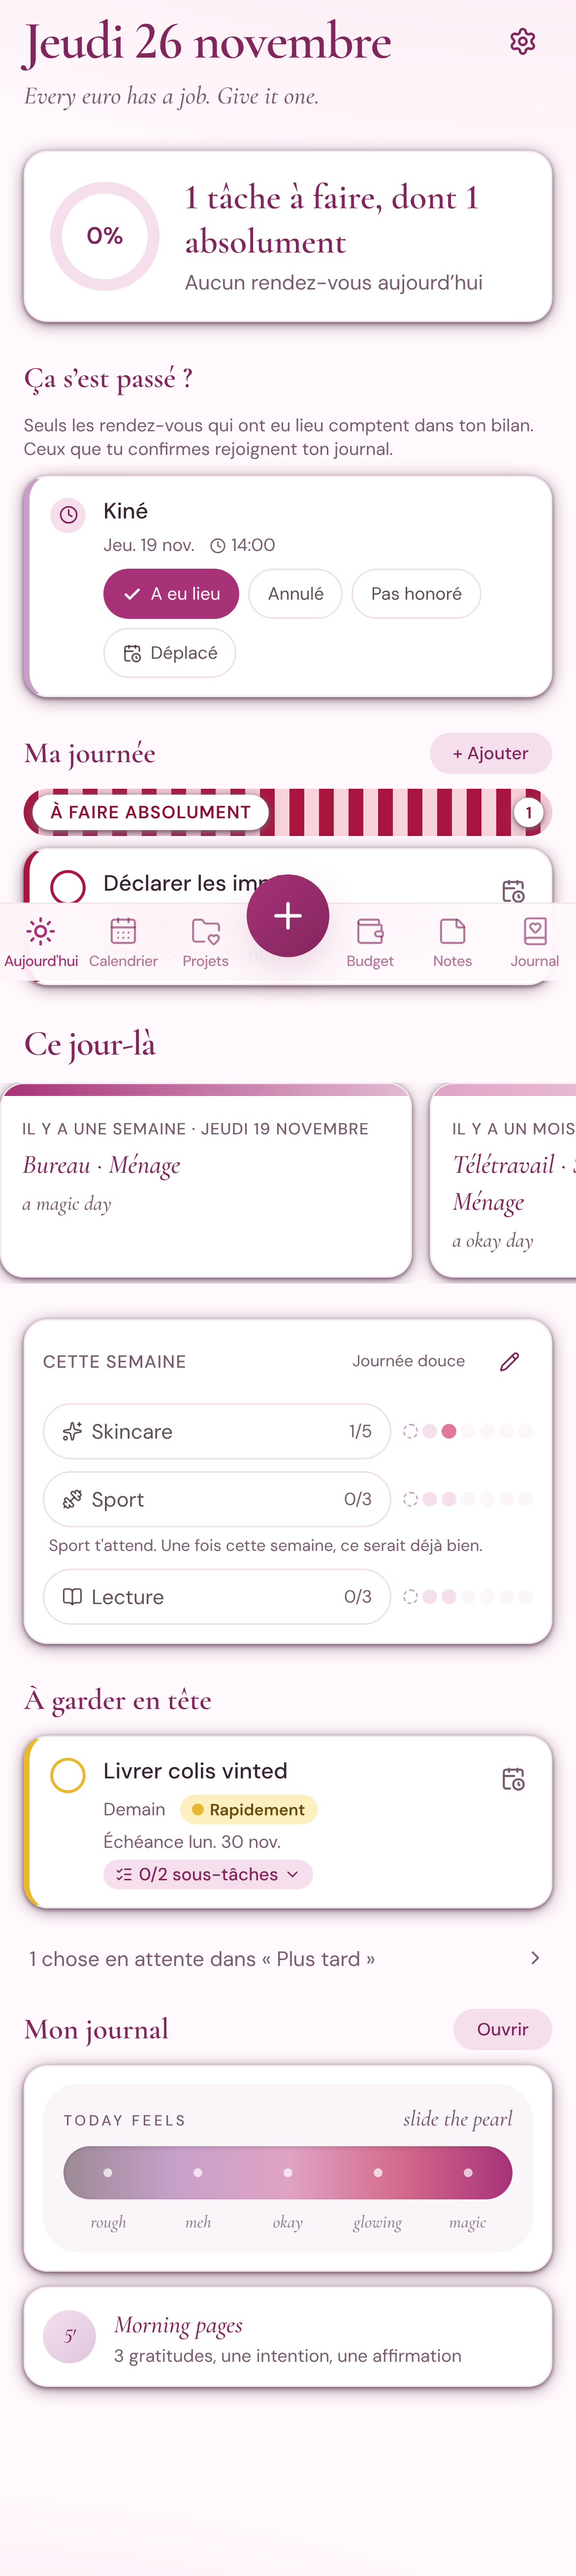 Jeudi 26 novembre
Every euro has a job. Give it one.
0%
1 tâche à faire, dont 1
absolument
Aucun rendez-vous aujourd’hui
Ça s’est passé ?
Seuls les rendez-vous qui ont eu lieu comptent dans ton bilan.
Ceux que tu confirmes rejoignent ton journal.
Kiné
Jeu. 19 nov. 14:00
A eu lieu
Annulé
Pas honoré
Déplacé
Ma journée
+ Ajouter
À FAIRE ABSOLUMENT
1
Déclarer les
Aujourd'hui
Calendrier
Projets
Budget
Notes
Journal
Ce jour-là
IL Y A UNE SEMAINE · JEUDI 19 NOVEMBRE
Bureau · Ménage
a magic day
IL Y A UN MOIS
Télétravail ·
Ménage
a okay day
CETTE SEMAINE
Journée douce
Skincare 1/5
Sport 0/3
Sport t'attend. Une fois cette semaine, ce serait déjà bien.
Lecture 0/3
À garder en tête
Livrer colis vinted
Demain Rapidement
Échéance lun. 30 nov.
0/2 sous-tâches
1 chose en attente dans « Plus tard »
Mon journal
Ouvrir
TODAY FEELS
slide the pearl
rough meh okay glowing magic
5'
Morning pages
3 gratitudes, une intention, une affirmation